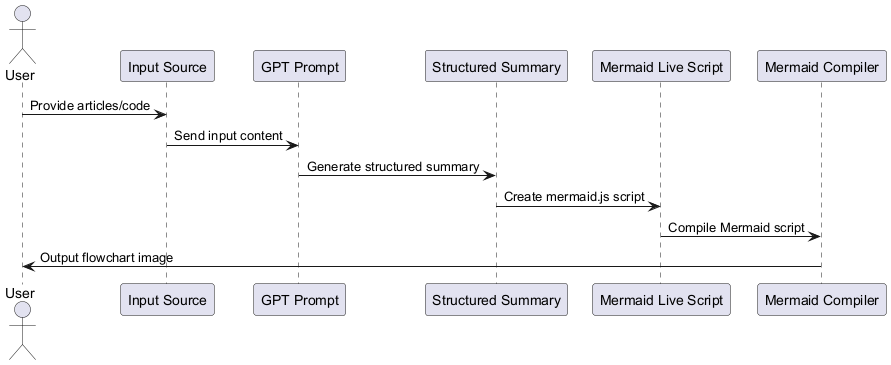 User
Input Source
GPT Prompt
Structured Summary
Mermaid Live Script
Mermaid Compiler
Provide articles/code
Send input content
Generate structured summary
Create mermaid.js script
Compile Mermaid script
Output flowchart image
User
Input Source
GPT Prompt
Structured Summary
Mermaid Live Script
Mermaid Compiler